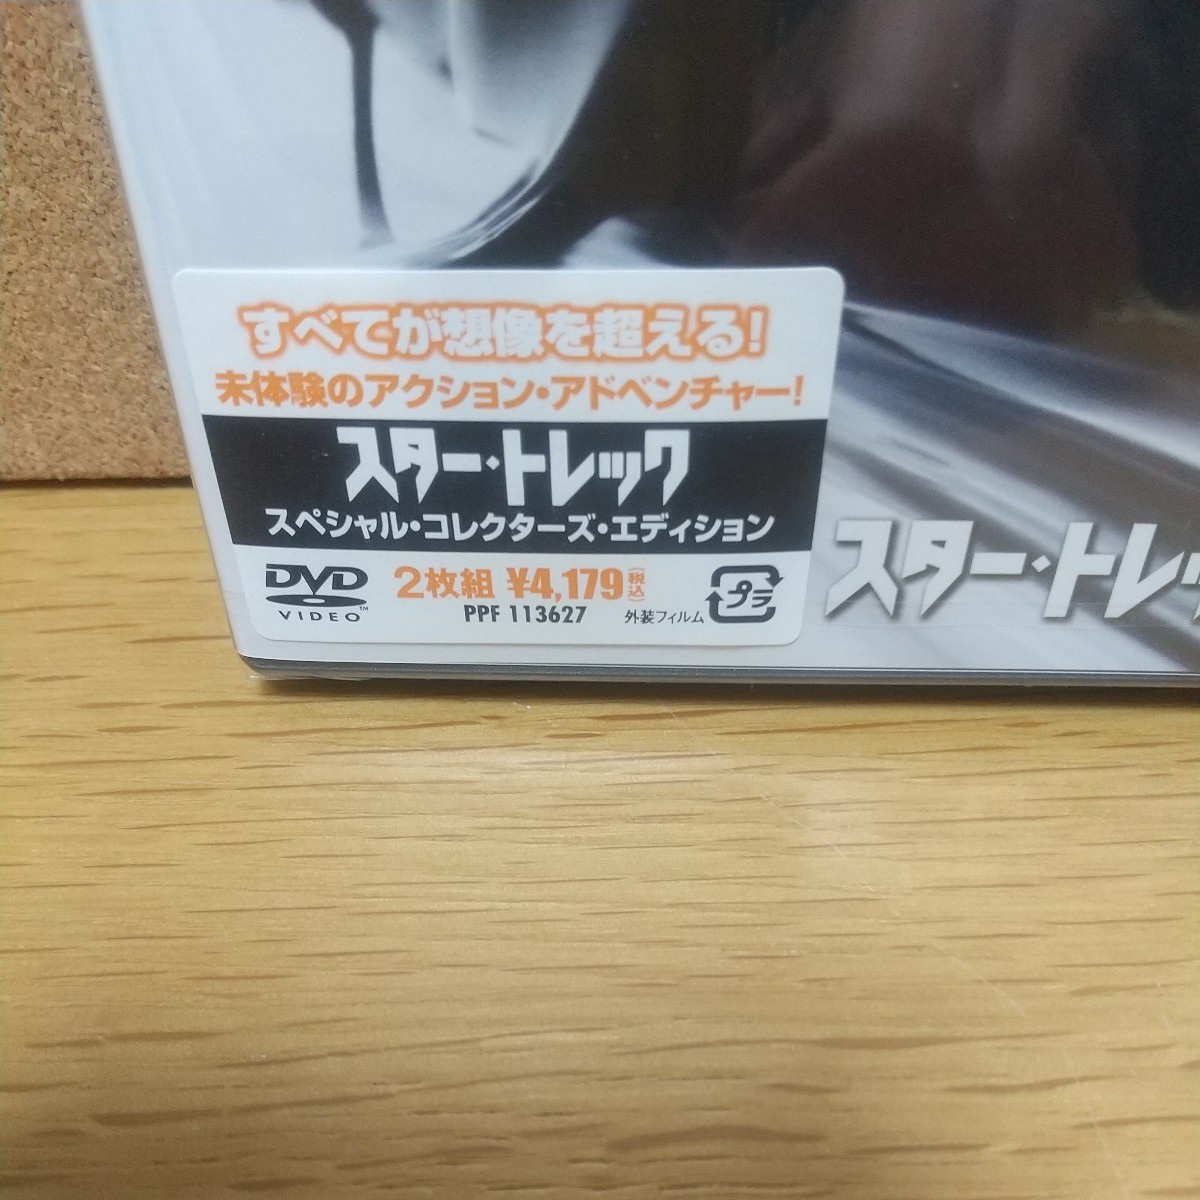 すべてが想像を超える!
未体験のアクション・アドベンチャー!
スター・トレック
スペシャル・コレクターズ・エディション
DVD
VIDEO™
2枚組 ¥4,179(税込)
PPF 113627
外装フィルム
プラ
スター・トレッ